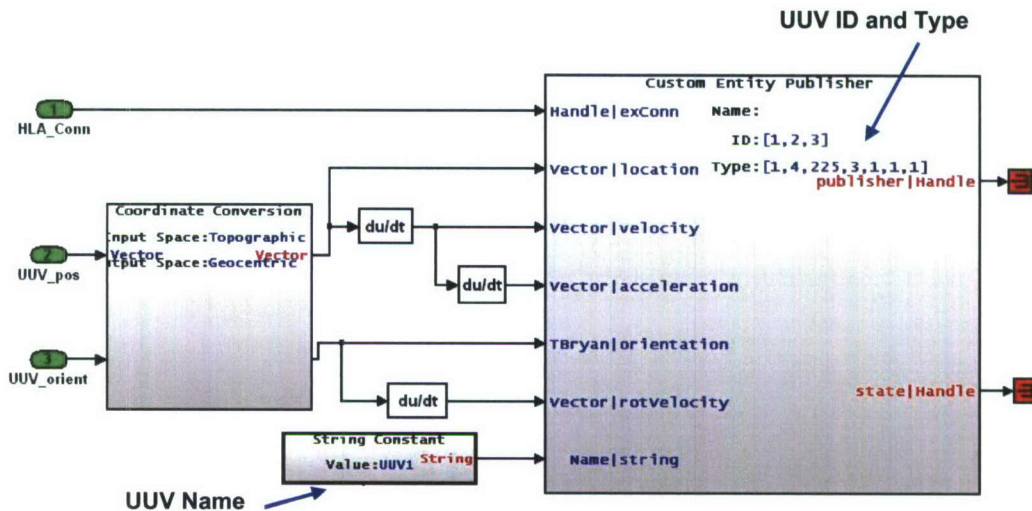 UUV ID and Type
Custom Entity Publisher
1
HLA_Conn
Handle|exConn
Name:
ID:[1,2,3]
Vector|location
Type:[1,4,225,3,1,1,1]
publisher|Handle
Coordinate Conversion
Input Space:Topographic
2
UUV_pos
Vector
Vector
utput Space:Geocentric
du/dt
Vector|velocity
du/dt
Vector|acceleration
3
UUV_orient
TBryan|orientation
du/dt
Vector|rotVelocity
state|Handle
String Constant
Value:UUV1
String
Name|string
UUV Name